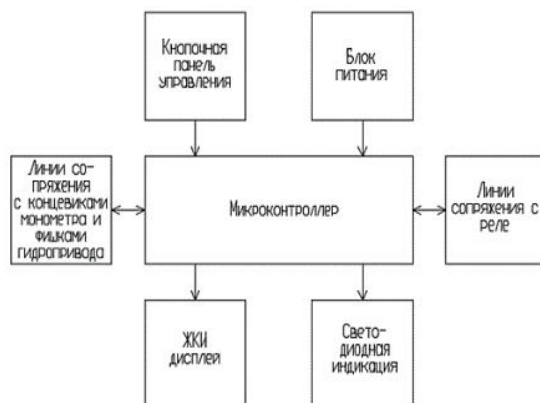 Кнопочная
панель
управления
Блок
питания
Линии со-
пряжения
с концевиками
монометра и
фишками
гидропривода
Микроконтроллер
Линии
сопряжения с
реле
ЖКИ
дисплей
Свето-
диодная
индикация